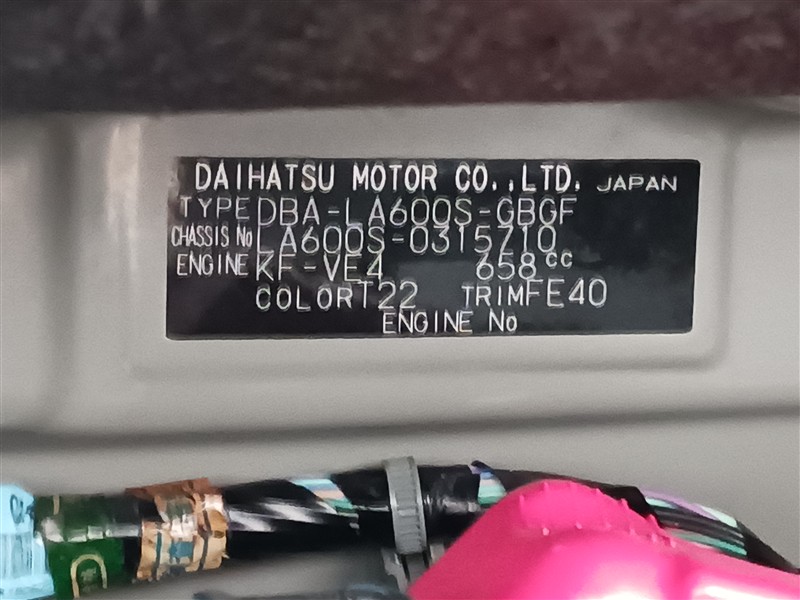 DAIHATSU MOTOR CO.,LTD. JAPAN
TYPE DBA-LA600S-GBGF
CHASSIS No LA600S-0315710
ENGINE KF-VE4 658cc
COLOR T22 TRIM FE40
ENGINE No